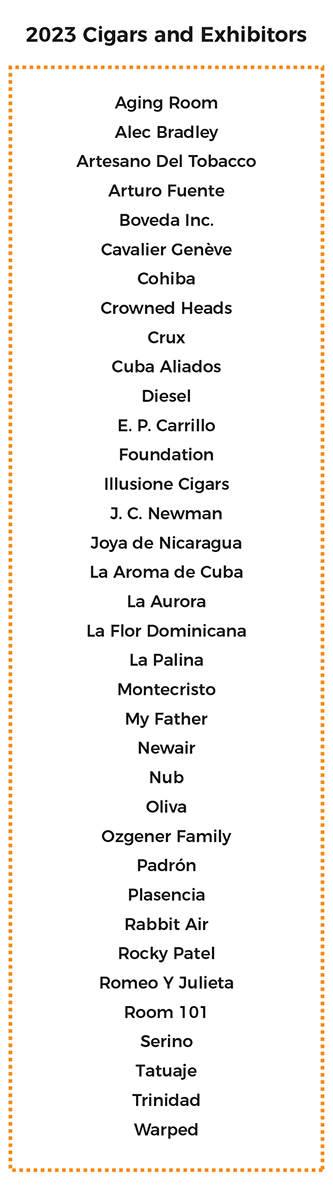 2023 Cigars and Exhibitors
Aging Room
Alec Bradley
Artesano Del Tobacco
Arturo Fuente
Boveda Inc.
Cavalier Genève
Cohiba
Crowned Heads
Crux
Cuba Aliados
Diesel
E. P. Carrillo
Foundation
Illusione Cigars
J. C. Newman
Joya de Nicaragua
La Aroma de Cuba
La Aurora
La Flor Dominicana
La Palina
Montecristo
My Father
Newair
Nub
Oliva
Ozgener Family
Padrón
Plasencia
Rabbit Air
Rocky Patel
Romeo Y Julieta
Room 101
Serino
Tatuaje
Trinidad
Warped